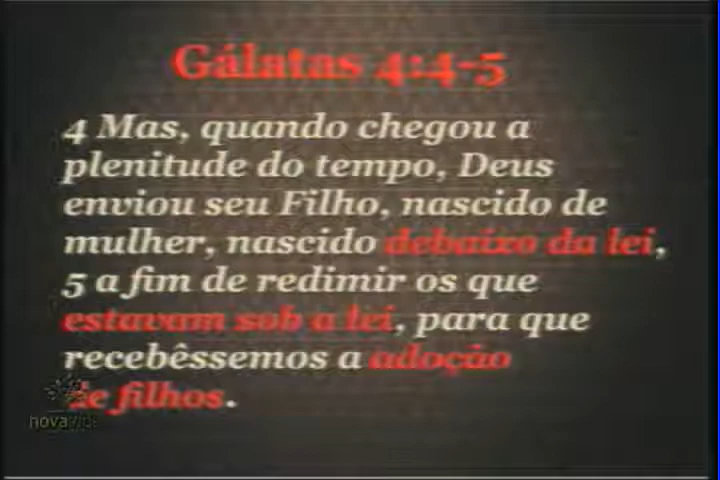 Gálatas 4:4-5
4 Mas, quando chegou a
plenitude do tempo, Deus
enviou seu Filho, nascido de
mulher, nascido debaixo da lei,
5 a fim de redimir os que
estavam sob a lei, para que
recebêssemos a adoção
de filhos.